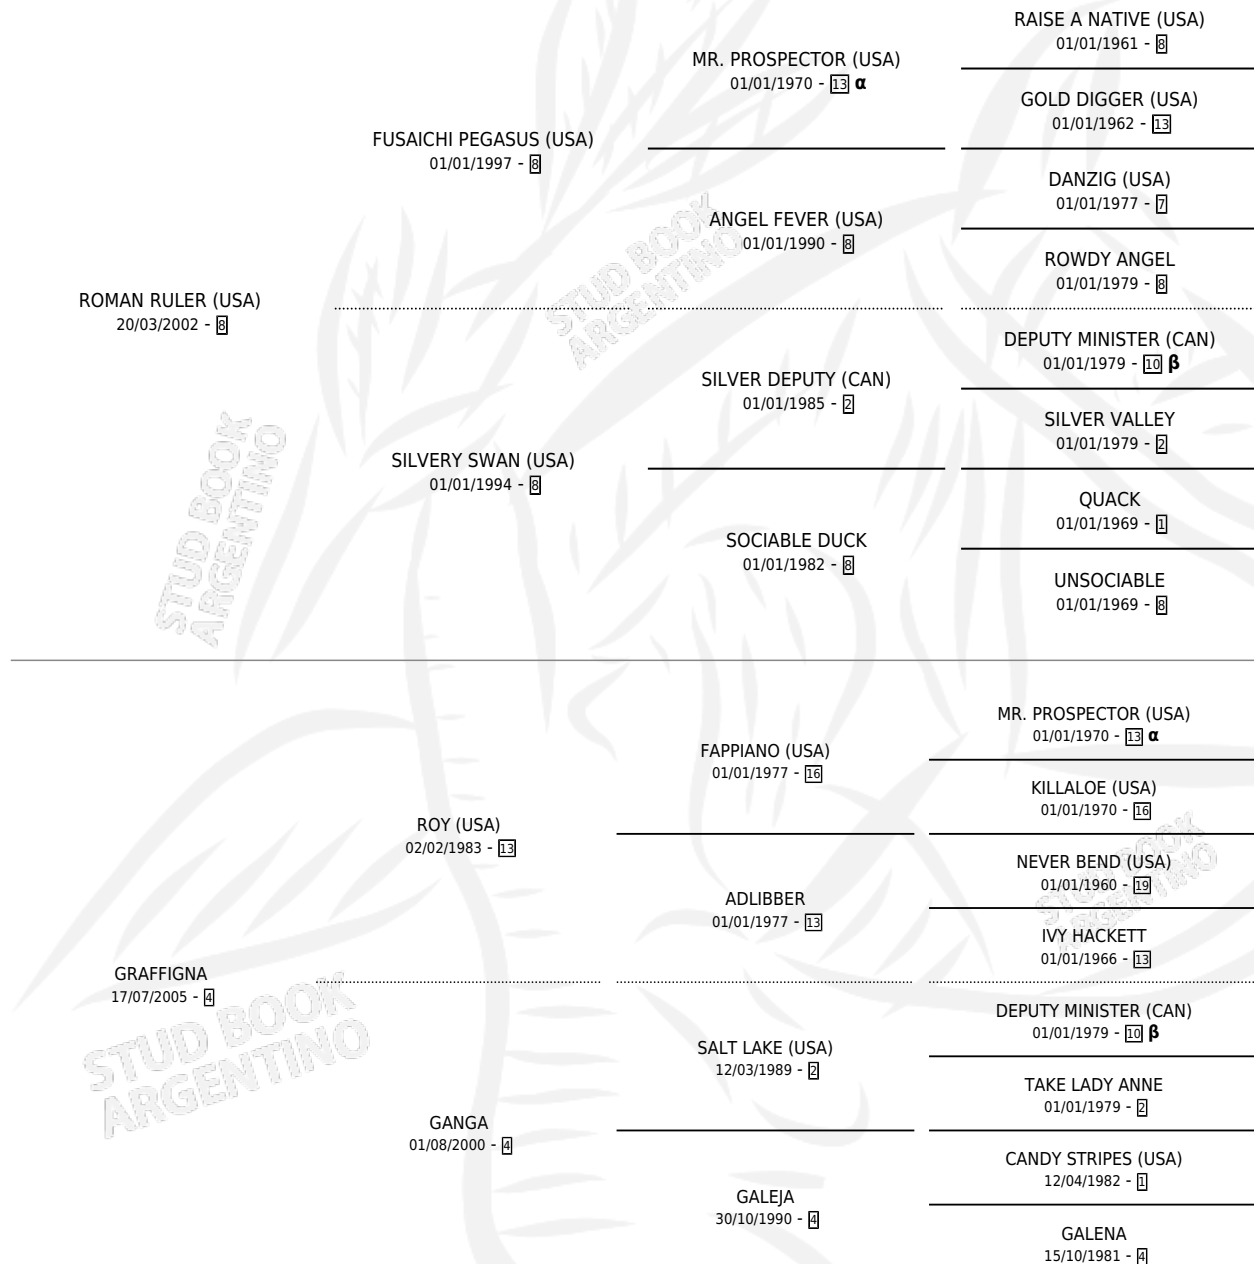 RAISE A NATIVE (USA)
01/01/1961 - 8
MR. PROSPECTOR (USA)
01/01/1970 - 13 α
GOLD DIGGER (USA)
01/01/1962 - 13
FUSAICHI PEGASUS (USA)
01/01/1997 - 8
DANZIG (USA)
01/01/1977 - 7
ANGEL FEVER (USA)
01/01/1990 - 8
ROWDY ANGEL
01/01/1979 - 8
ROMAN RULER (USA)
20/03/2002 - 8
DEPUTY MINISTER (CAN)
01/01/1979 - 10 β
SILVER DEPUTY (CAN)
01/01/1985 - 2
SILVER VALLEY
01/01/1979 - 2
SILVERY SWAN (USA)
01/01/1994 - 8
QUACK
01/01/1969 - 1
SOCIABLE DUCK
01/01/1982 - 8
UNSOCIABLE
01/01/1969 - 8
STUD BOOK
ARGENTINO
STUD BOOK
ARGENTINO
MR. PROSPECTOR (USA)
01/01/1970 - 13 α
FAPPIANO (USA)
01/01/1977 - 16
KILLALOE (USA)
01/01/1970 - 16
ROY (USA)
02/02/1983 - 13
NEVER BEND (USA)
01/01/1960 - 19
ADLIBBER
01/01/1977 - 13
IVY HACKETT
01/01/1966 - 13
GRAFFIGNA
17/07/2005 - 4
DEPUTY MINISTER (CAN)
01/01/1979 - 10 β
SALT LAKE (USA)
12/03/1989 - 2
TAKE LADY ANNE
01/01/1979 - 2
GANGA
01/08/2000 - 4
CANDY STRIPES (USA)
12/04/1982 - 1
GALEJA
30/10/1990 - 4
GALENA
15/10/1981 - 4
STUD BOOK
ARGENTINO
STUD BOOK
ARGENTINO